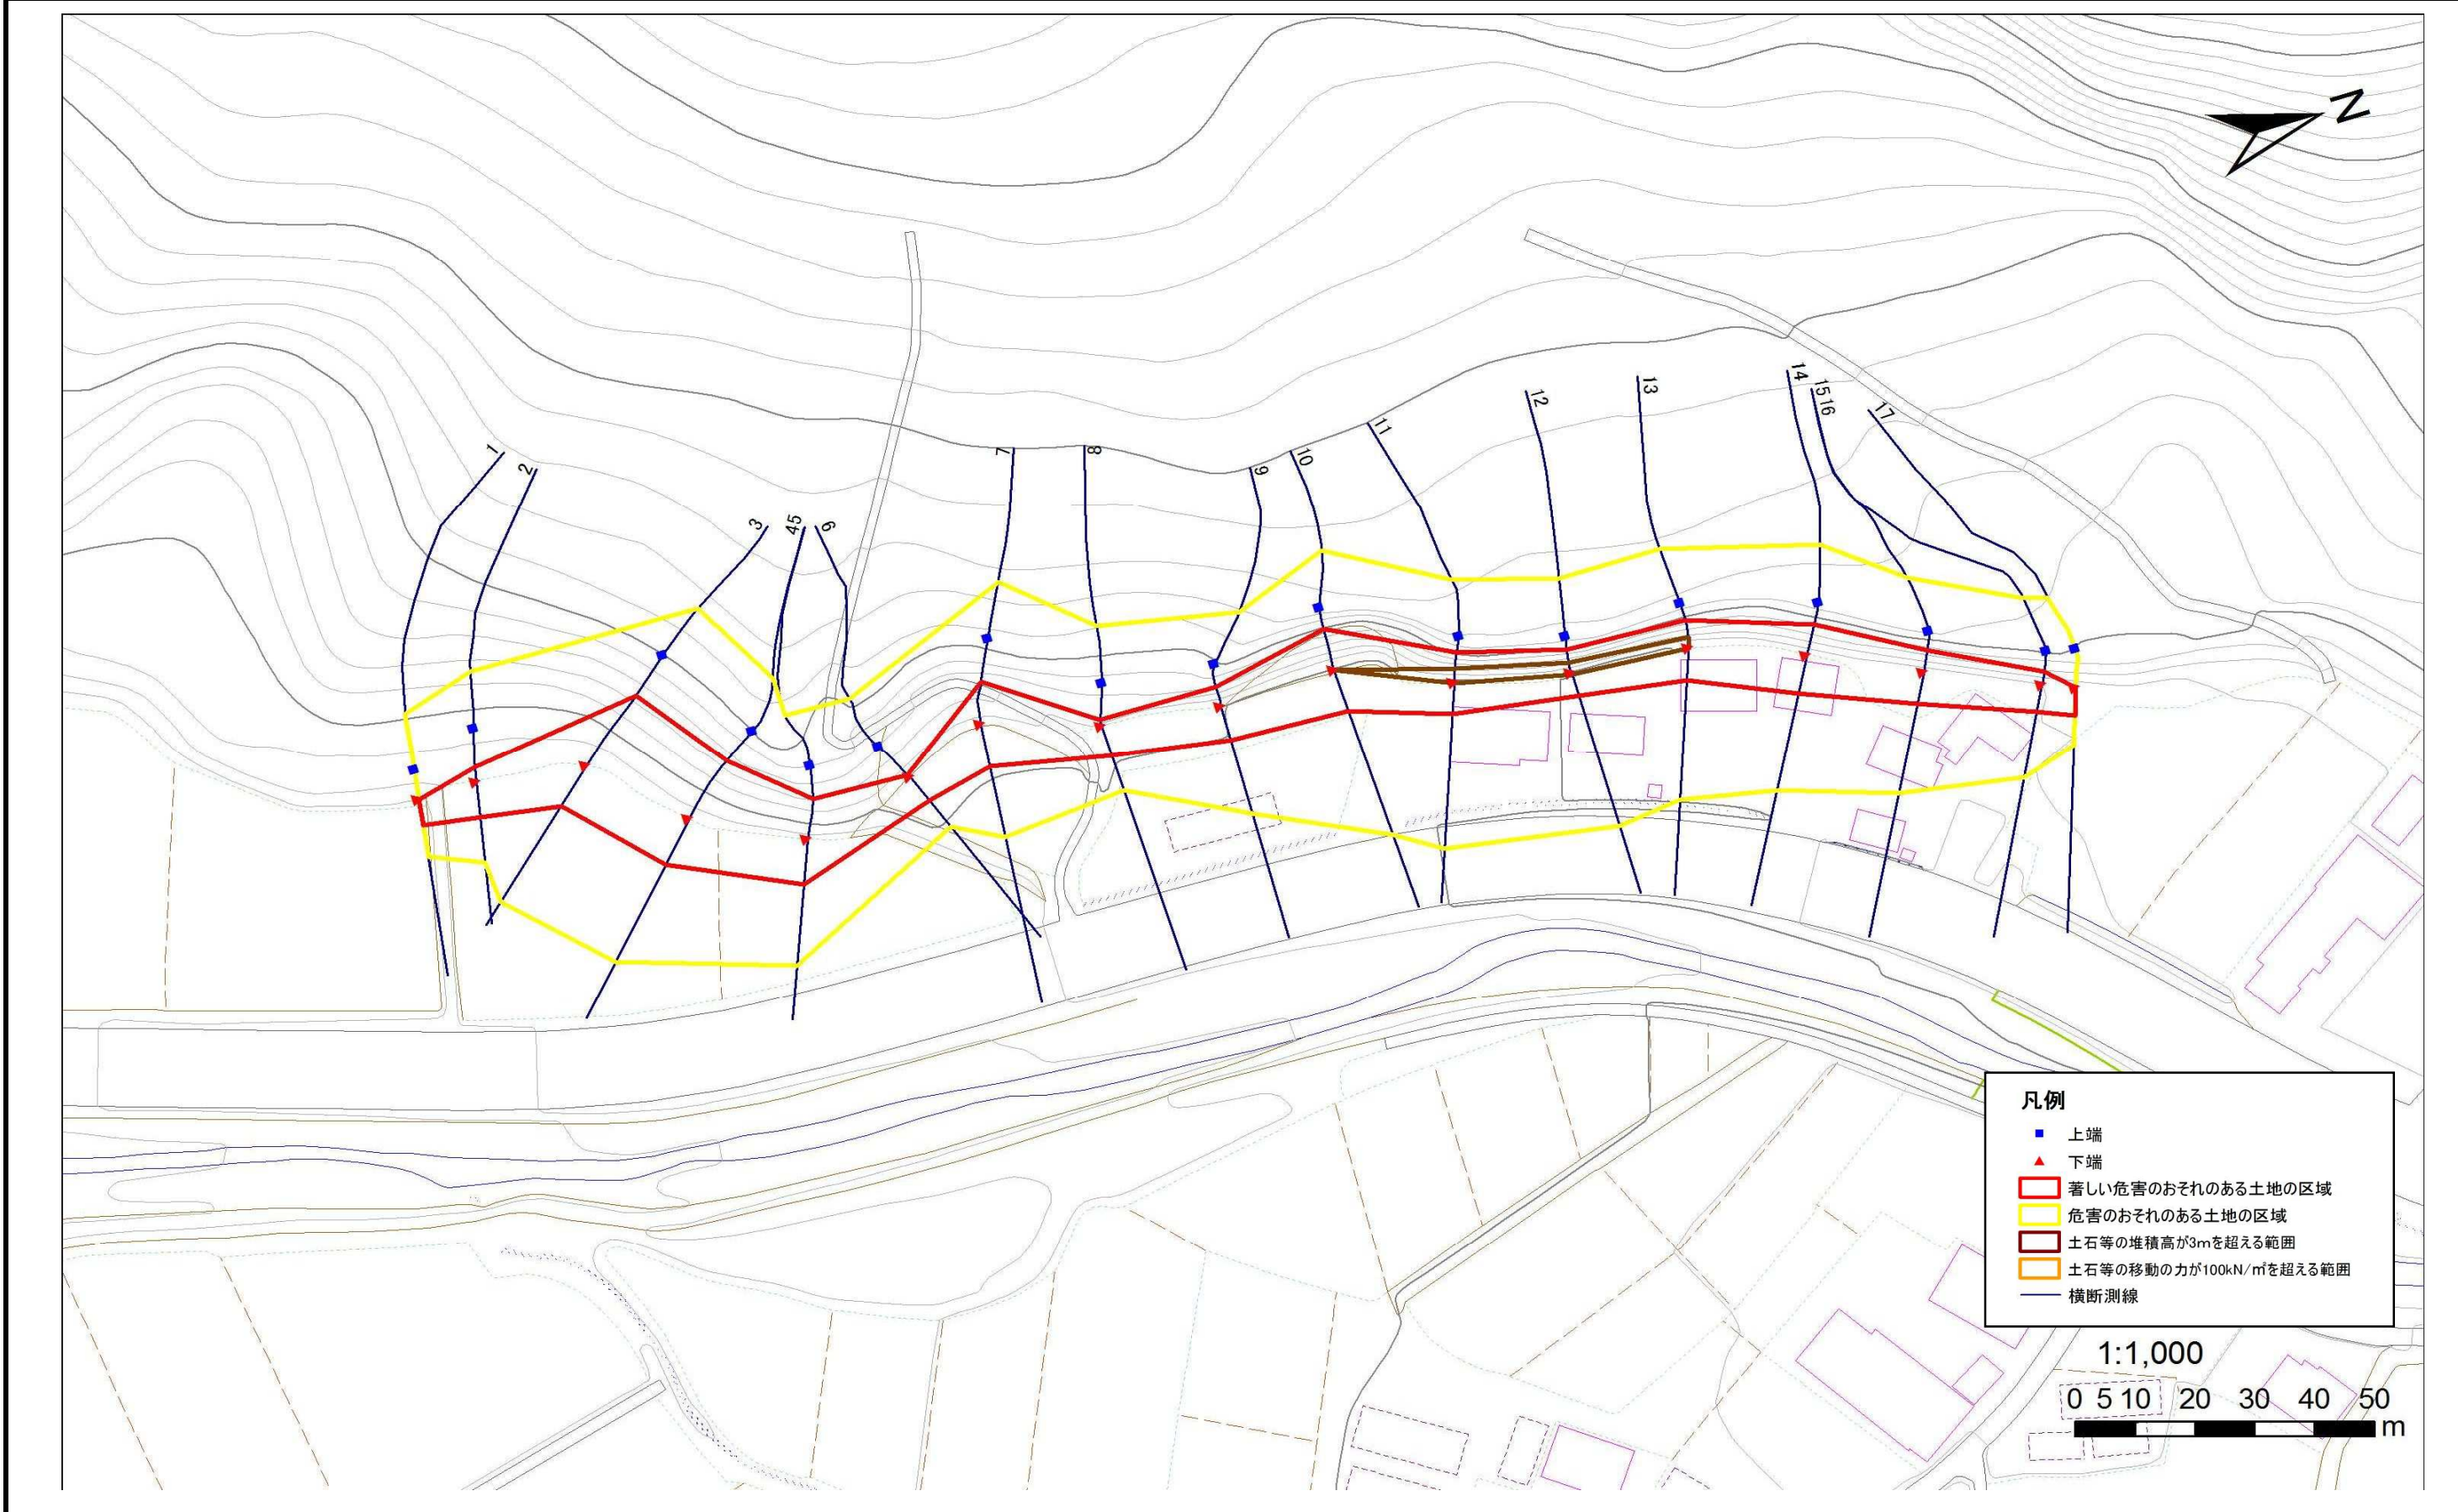 N
1
2
3
45
6
7
8
9
10
11
12
13
14
1516
17
凡例
上端
下端
著しい危害のおそれのある土地の区域
危害のおそれのある土地の区域
土石等の堆積高が3mを超える範囲
土石等の移動の力が100kN/㎡を超える範囲
横断測線
1:1,000
0 5 10 20 30 40 50
m